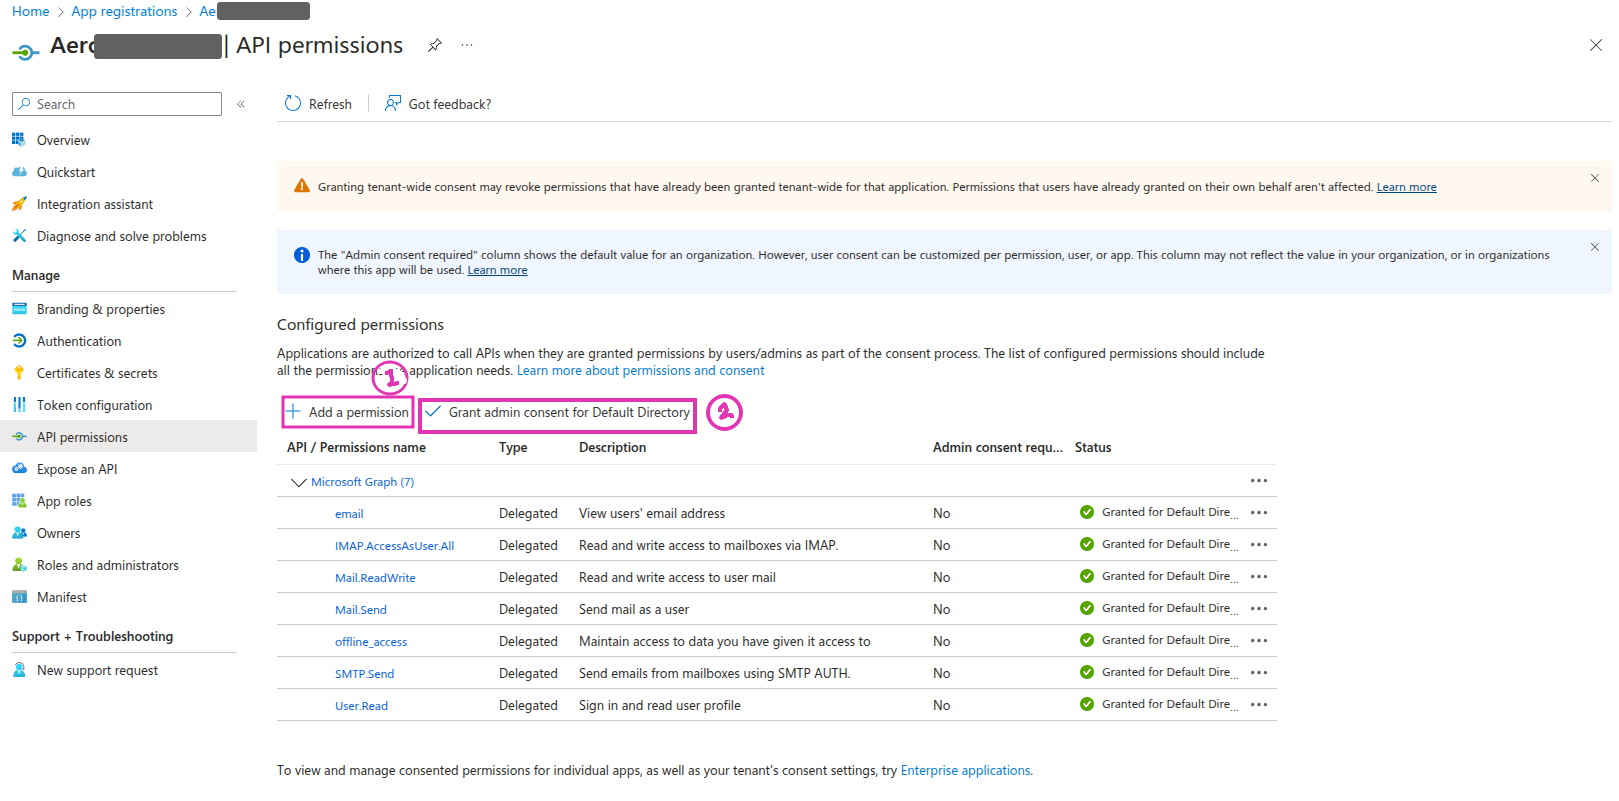 Home > App registrations > Ae
Aero | API permissions ...
Search «
Refresh | Got feedback?
Overview
Quickstart
Integration assistant
Diagnose and solve problems
Manage
Branding & properties
Authentication
Certificates & secrets
Token configuration
API permissions
Expose an API
App roles
Owners
Roles and administrators
Manifest
Support + Troubleshooting
New support request
Granting tenant-wide consent may revoke permissions that have already been granted tenant-wide for that application. Permissions that users have already granted on their own behalf aren't affected. Learn more
The "Admin consent required" column shows the default value for an organization. However, user consent can be customized per permission, user, or app. This column may not reflect the value in your organization, or in organizations
where this app will be used. Learn more
Configured permissions
Applications are authorized to call APIs when they are granted permissions by users/admins as part of the consent process. The list of configured permissions should include
all the permission application needs. Learn more about permissions and consent
1
+ Add a permission ✓ Grant admin consent for Default Directory 2
API / Permissions name Type Description Admin consent requ... Status
Microsoft Graph (7) ...
email Delegated View users' email address No Granted for Default Dire... ...
IMAP.AccessAsUser.All Delegated Read and write access to mailboxes via IMAP. No Granted for Default Dire... ...
Mail.ReadWrite Delegated Read and write access to user mail No Granted for Default Dire... ...
Mail.Send Delegated Send mail as a user No Granted for Default Dire... ...
offline_access Delegated Maintain access to data you have given it access to No Granted for Default Dire... ...
SMTP.Send Delegated Send emails from mailboxes using SMTP AUTH. No Granted for Default Dire... ...
User.Read Delegated Sign in and read user profile No Granted for Default Dire... ...
To view and manage consented permissions for individual apps, as well as your tenant's consent settings, try Enterprise applications.